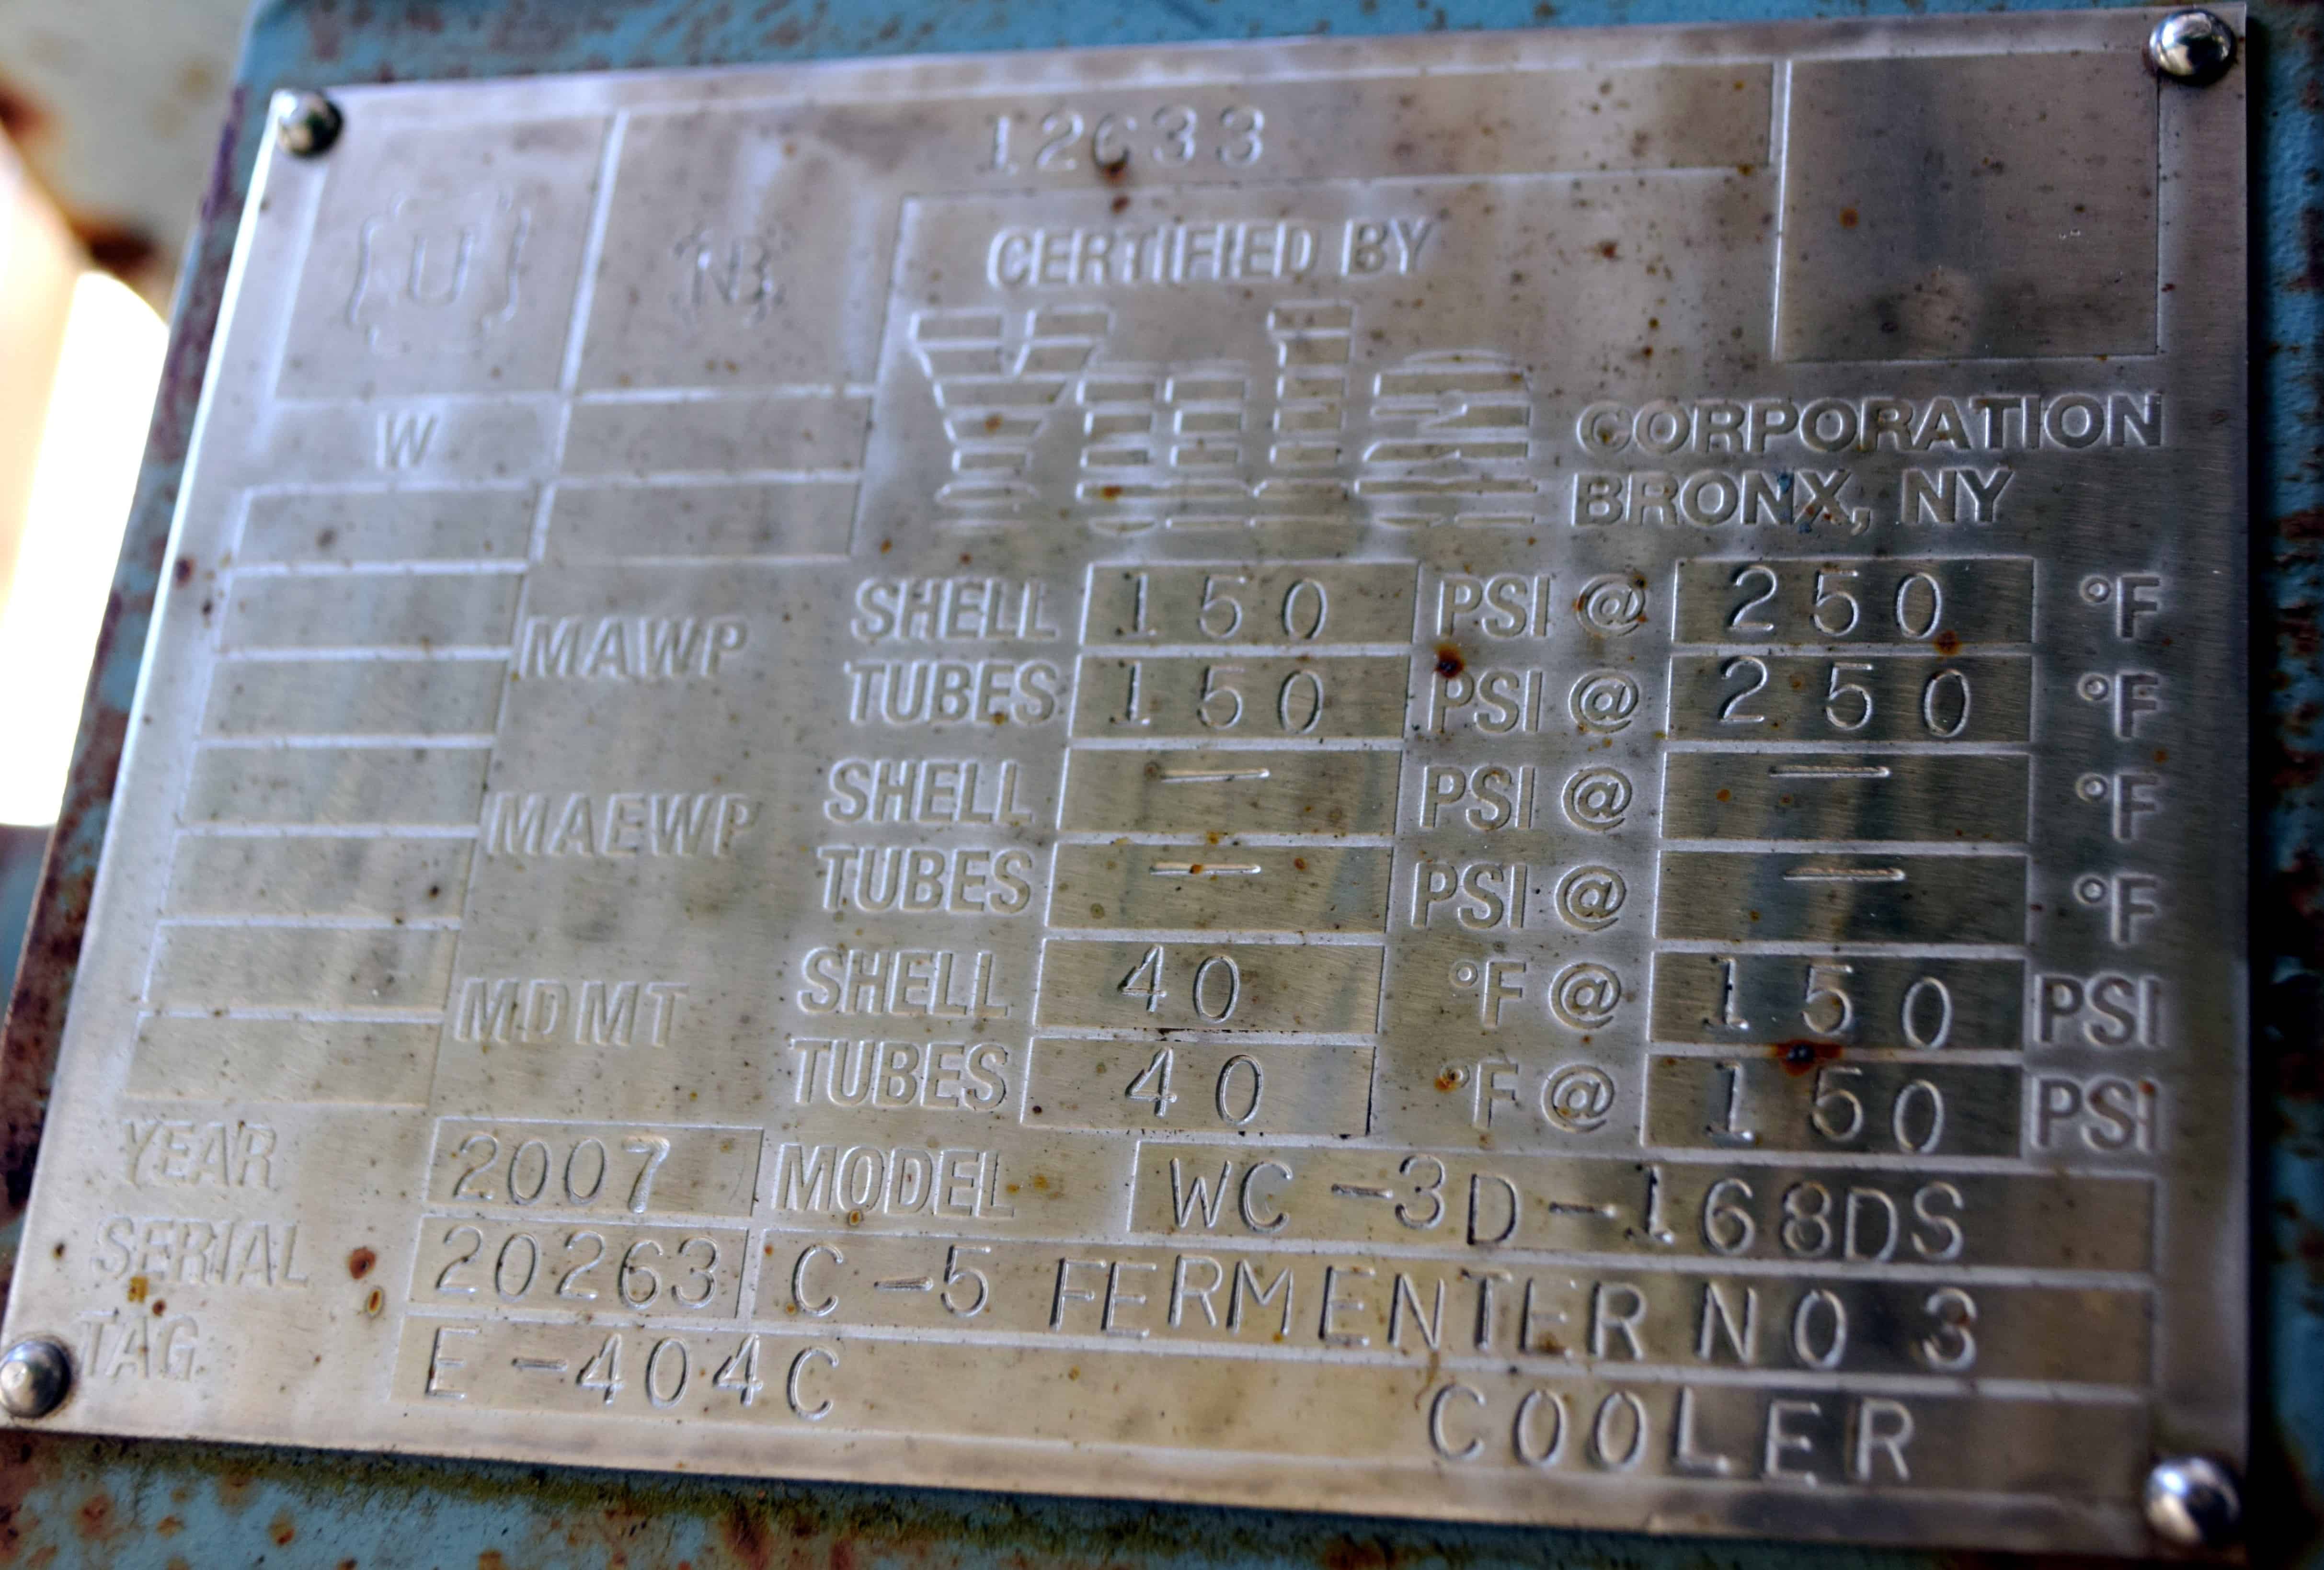 12633
U
NB
CERTIFIED BY
W
Yula CORPORATION
BRONX, NY
MAWP SHELL 150 PSI @ 250 °F
TUBES 150 PSI @ 250 °F
MAEWP SHELL — PSI @ — °F
TUBES — PSI @ — °F
MDMT SHELL 40 °F @ 150 PSI
TUBES 40 °F @ 150 PSI
YEAR 2007 MODEL WC-3D-168DS
SERIAL 20263 C-5 FERMENTER NO 3
TAG E-404C COOLER